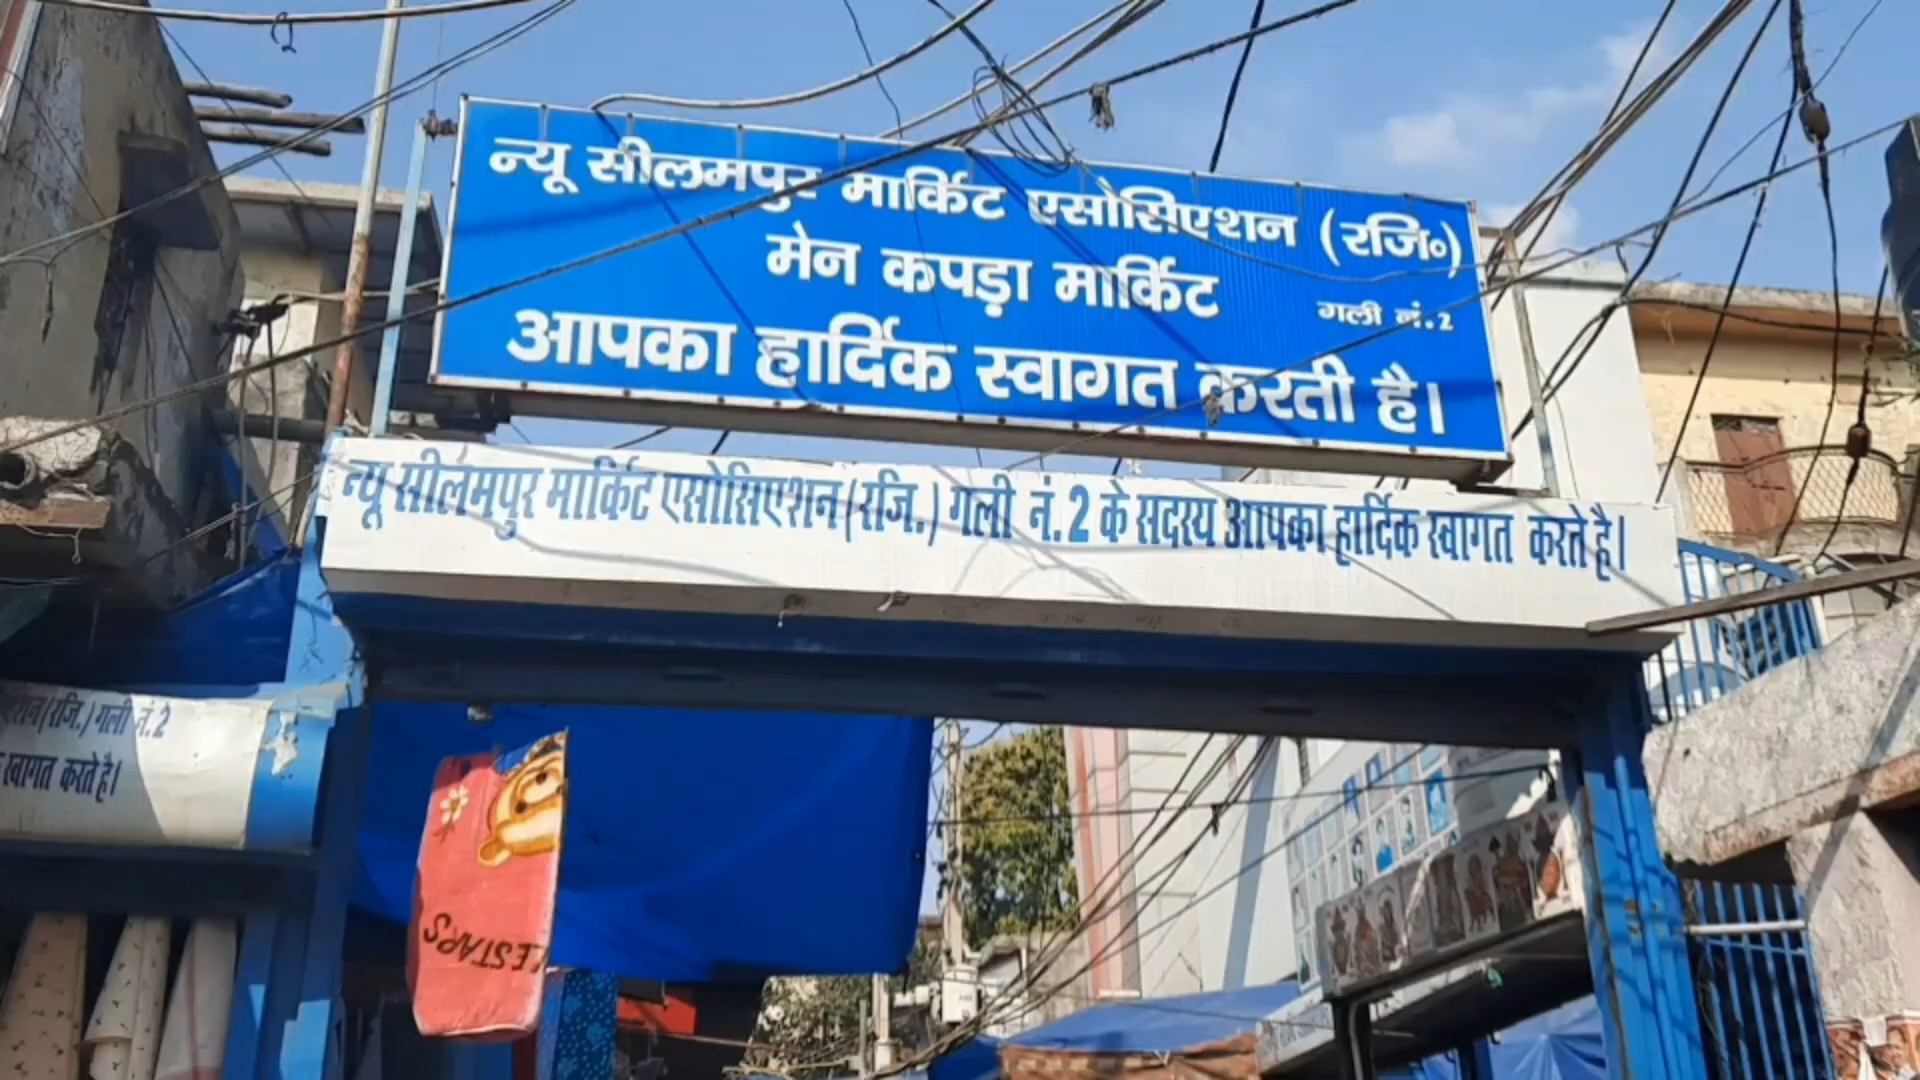 न्यू सीलमपुर मार्किट एसोसिएशन (रजि०)
मेन कपड़ा मार्किट
गली नं.2
आपका हार्दिक स्वागत करती है।
न्यू सीलमपुर मार्किट एसोसिएशन (रजि.) गली नं. 2 के सदस्य आपका हार्दिक स्वागत करते है।
(रजि.) गली नं.2
स्वागत करते है।